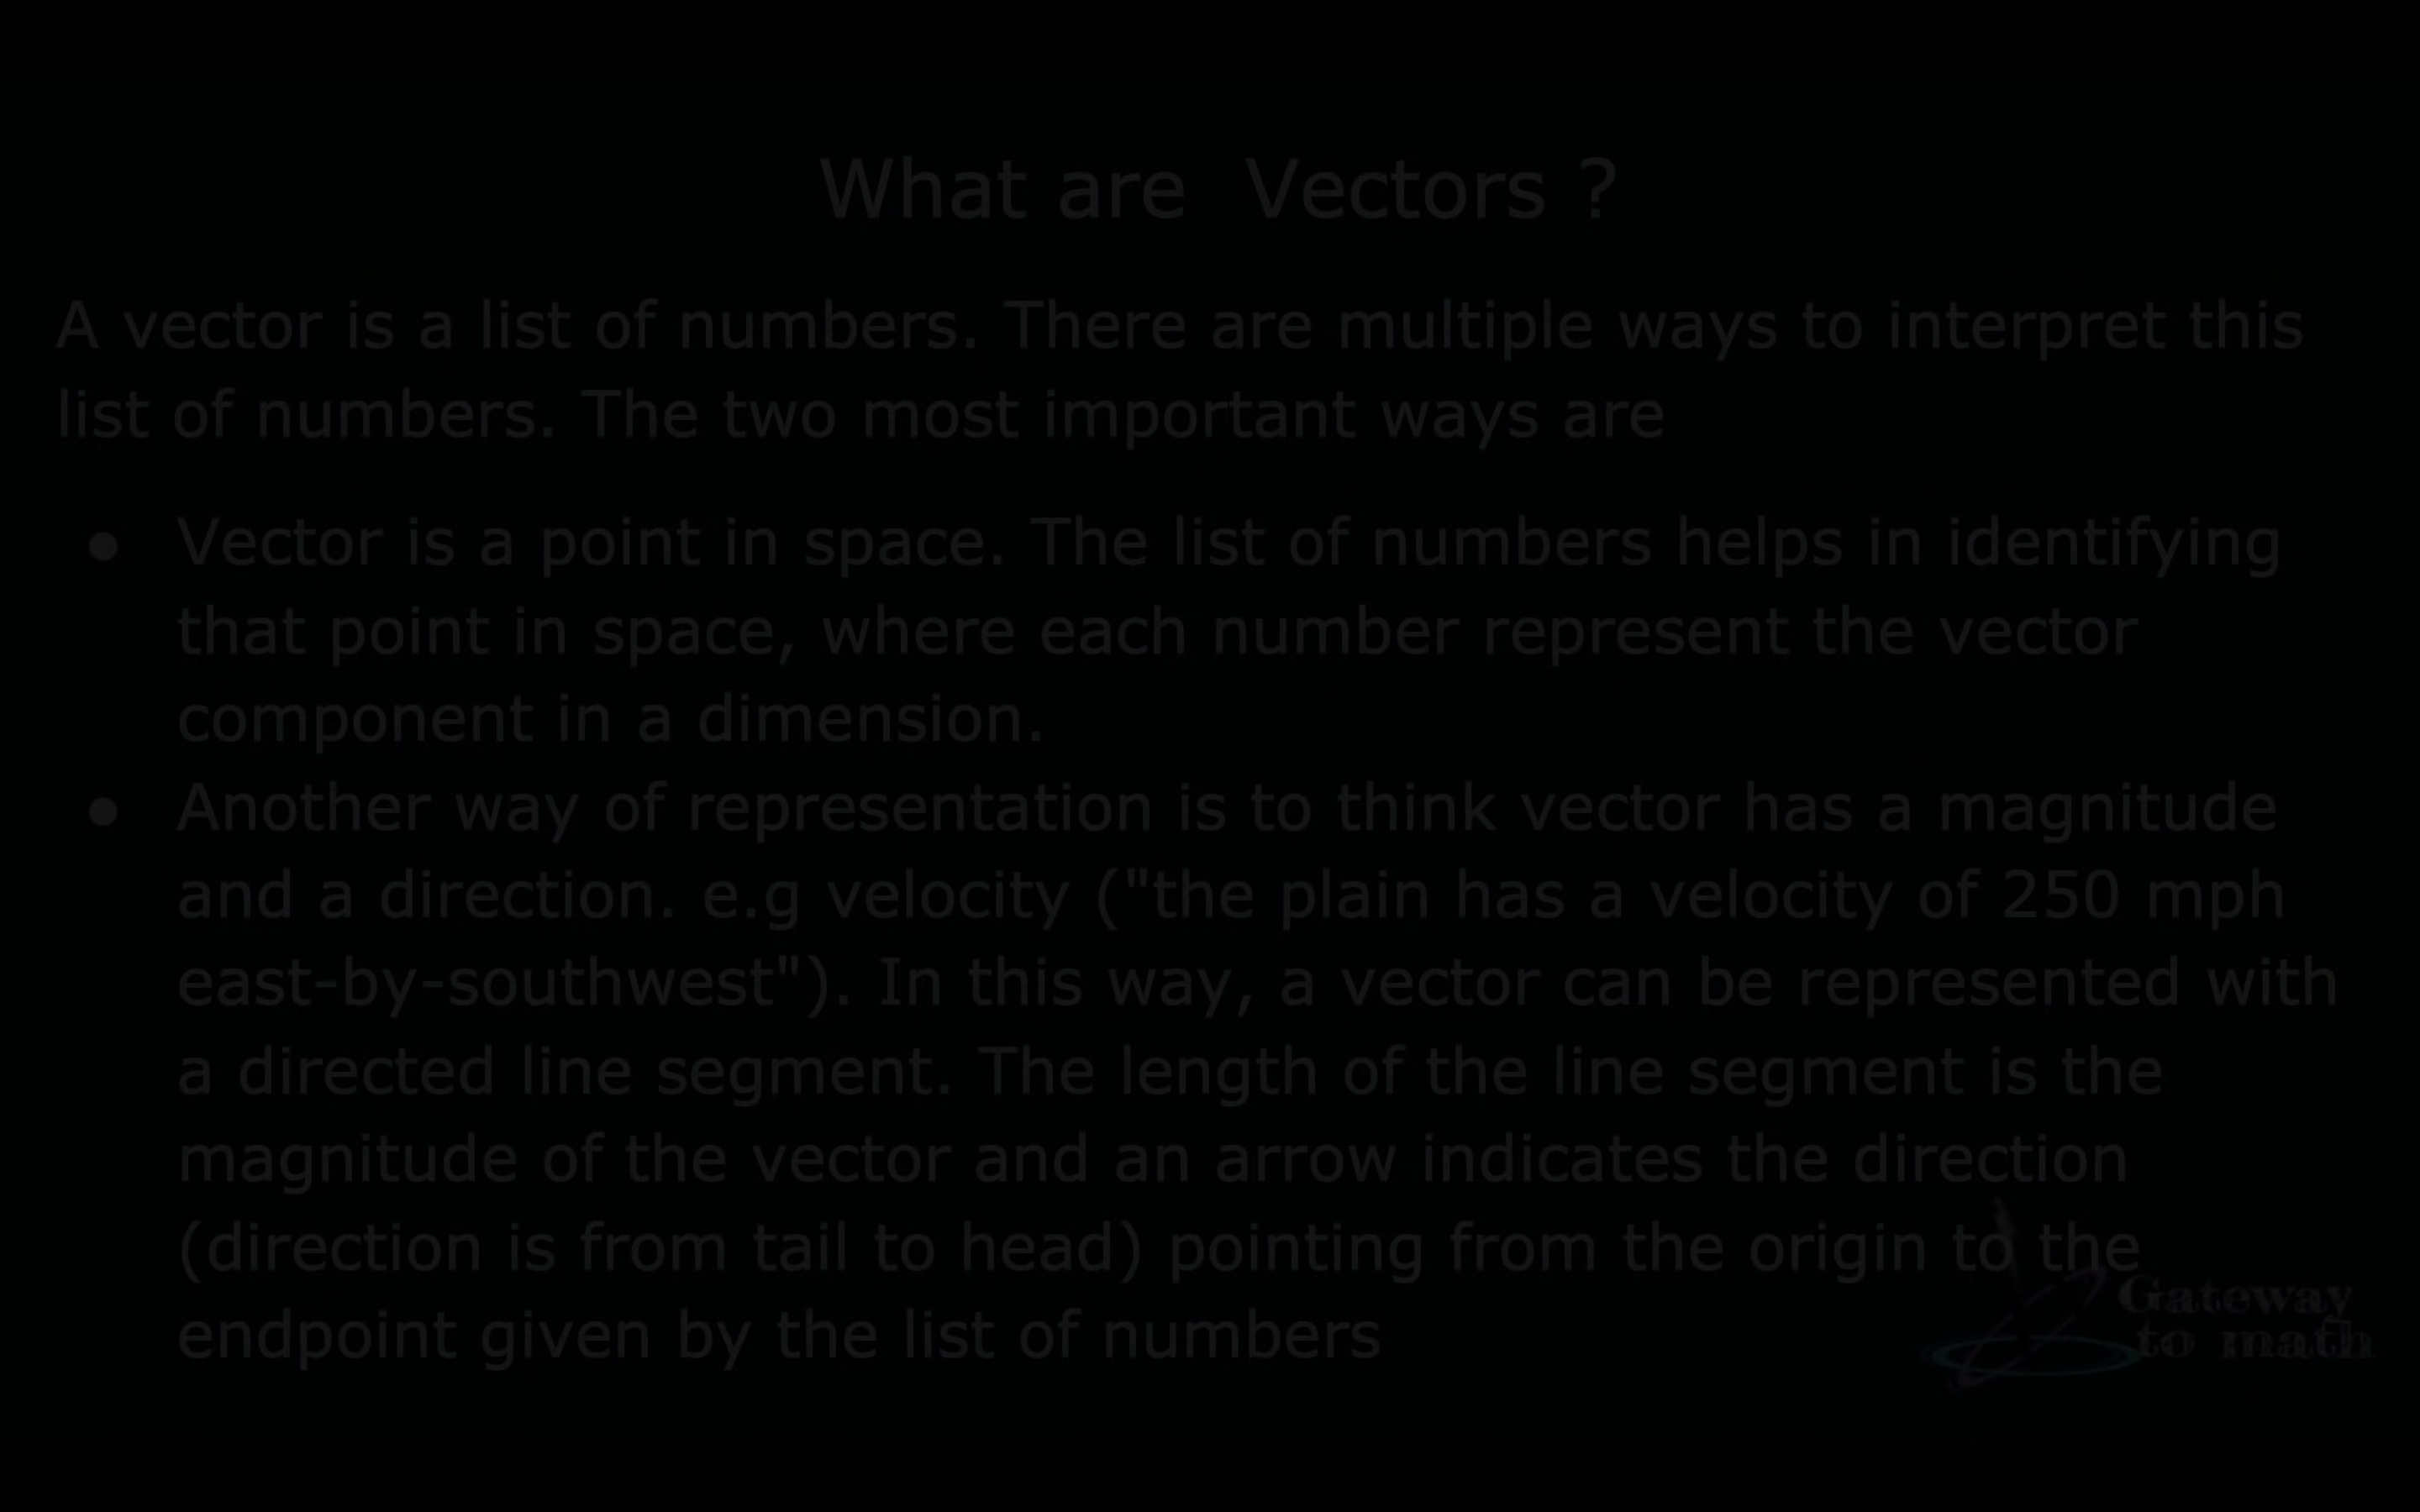 What are  Vectors ?
A vector is a list of numbers. There are multiple ways to interpret this
list of numbers. The two most important ways are
● Vector is a point in space. The list of numbers helps in identifying
that point in space, where each number represent the vector
component in a dimension.
● Another way of representation is to think vector has a magnitude
and a direction. e.g velocity ("the plain has a velocity of 250 mph
east-by-southwest"). In this way, a vector can be represented with
a directed line segment. The length of the line segment is the
magnitude of the vector and an arrow indicates the direction
(direction is from tail to head) pointing from the origin to the
endpoint given by the list of numbers
Gateway
to math